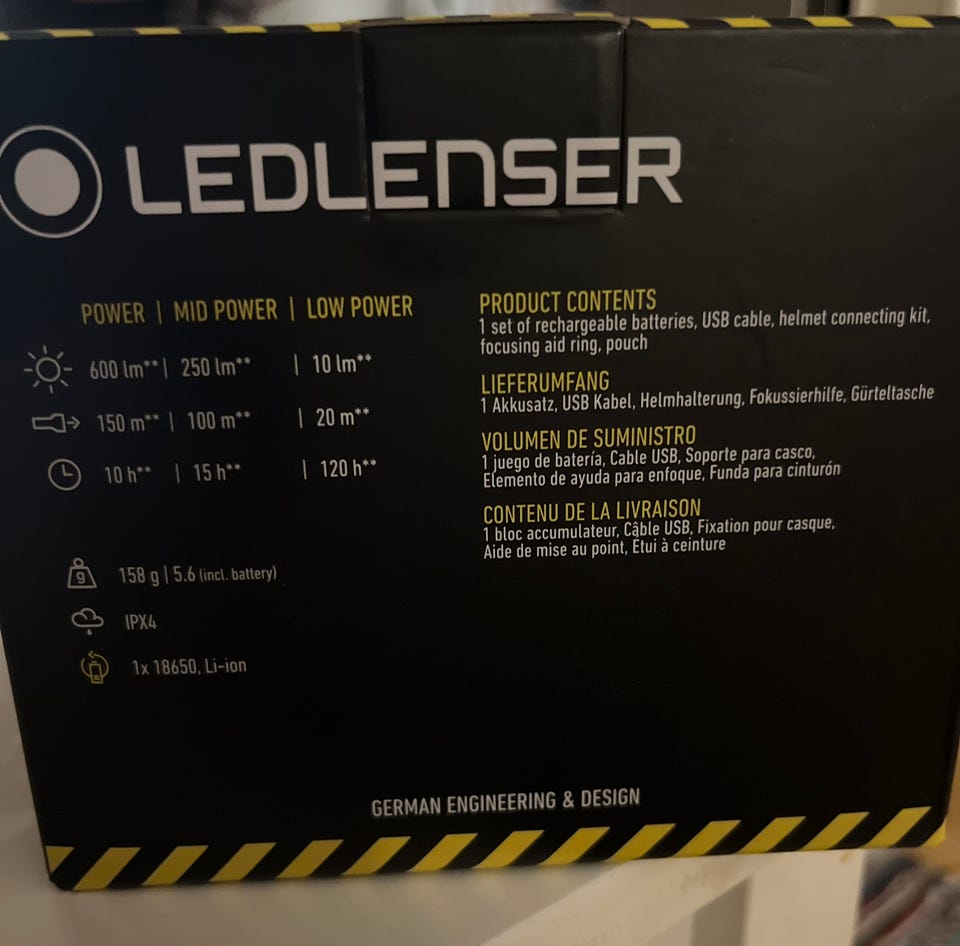 LEDLENSER
POWER | MID POWER | LOW POWER
600 lm** | 250 lm** | 10 lm**
150 m** | 100 m** | 20 m**
10 h** | 15 h** | 120 h**
g 158 g | 5.6 (incl. battery)
IPX4
1x 18650, Li-ion
PRODUCT CONTENTS
1 set of rechargeable batteries, USB cable, helmet connecting kit,
focusing aid ring, pouch
LIEFERUMFANG
1 Akkusatz, USB Kabel, Helmhalterung, Fokussierhilfe, Gürteltasche
VOLUMEN DE SUMINISTRO
1 juego de batería, Cable USB, Soporte para casco,
Elemento de ayuda para enfoque, Funda para cinturón
CONTENU DE LA LIVRAISON
1 bloc accumulateur, Câble USB, Fixation pour casque,
Aide de mise au point, Etui à ceinture
GERMAN ENGINEERING & DESIGN